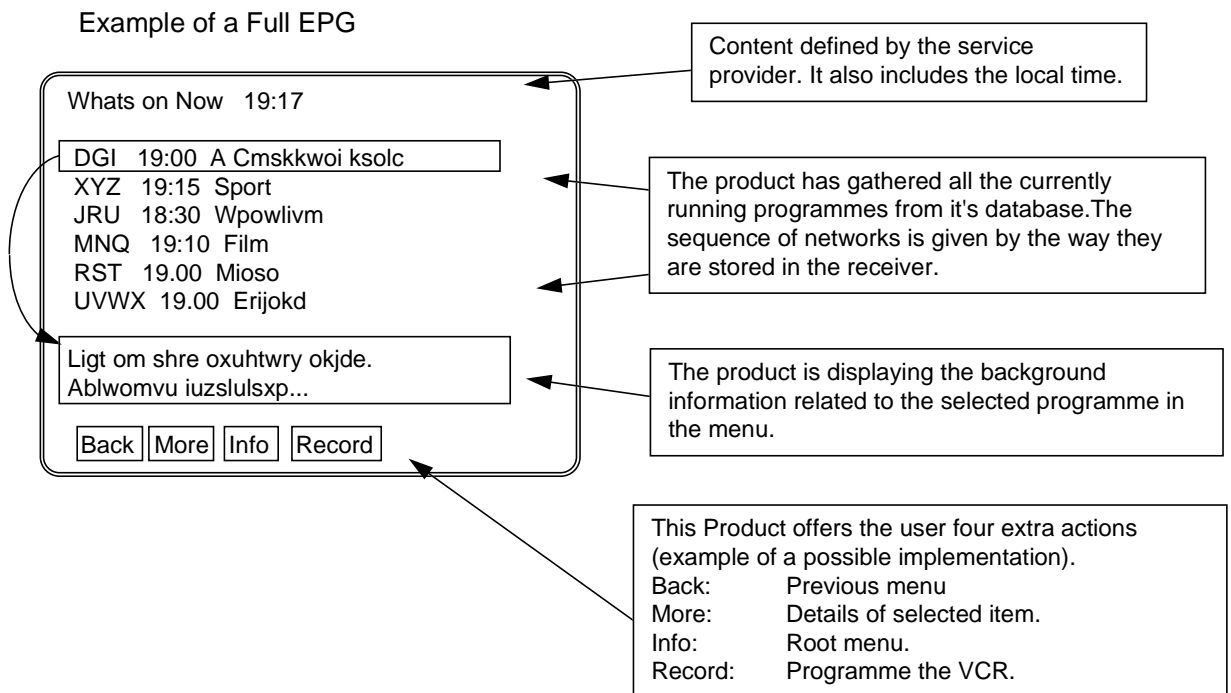 Example of a Full EPG
Whats on Now 19:17
DGI 19:00 A Cmskkwoi ksolc
XYZ 19:15 Sport
JRU 18:30 Wpowlivm
MNQ 19:10 Film
RST 19.00 Mioso
UVWX 19.00 Erijokd
Ligt om shre oxuhtwry okjde.
Ablwomvu iuzslulsxp...
Back More Info Record
Content defined by the service
provider. It also includes the local time.
The product has gathered all the currently
running programmes from it's database.The
sequence of networks is given by the way they
are stored in the receiver.
The product is displaying the background
information related to the selected programme in
the menu.
This Product offers the user four extra actions
(example of a possible implementation).
Back: Previous menu
More: Details of selected item.
Info: Root menu.
Record: Programme the VCR.